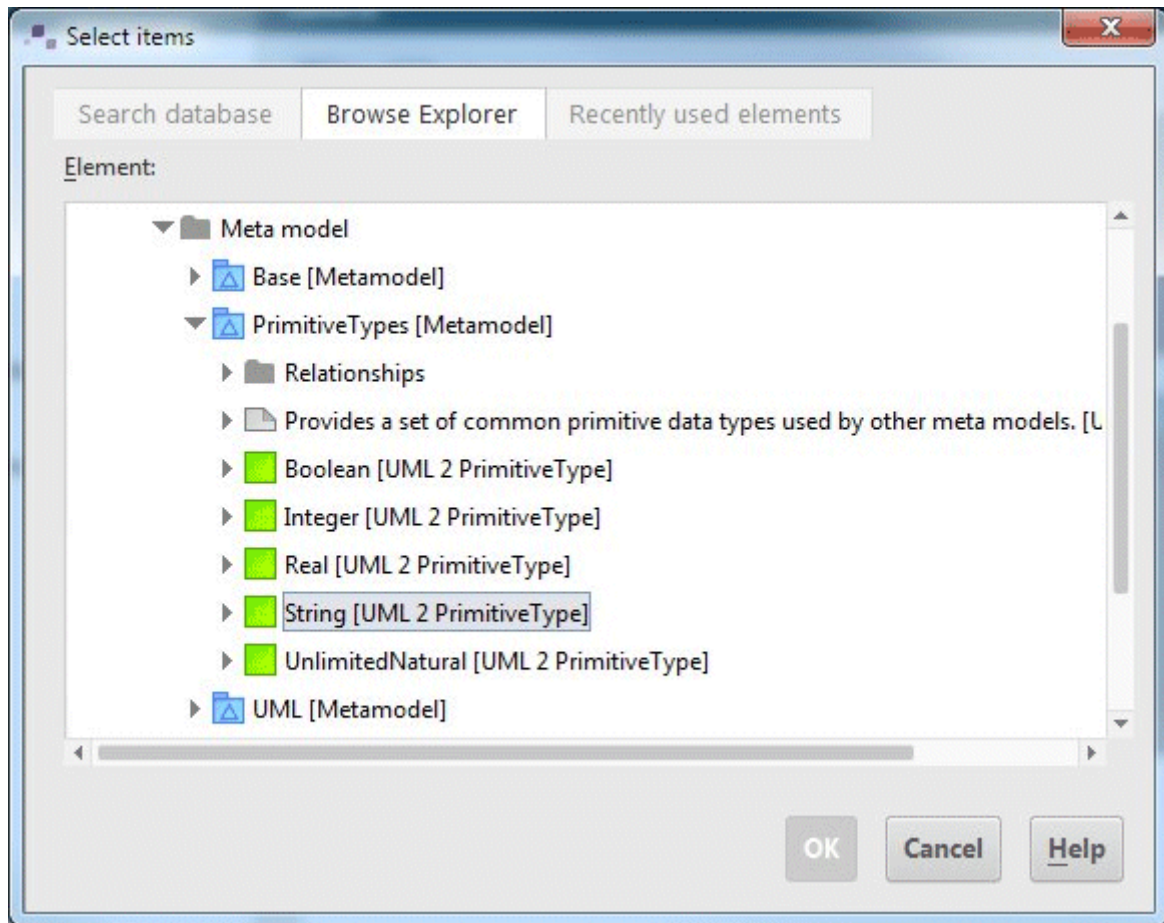 Select items
Search database Browse Explorer Recently used elements
Element:
Meta model
Base [Metamodel]
PrimitiveTypes [Metamodel]
Relationships
Provides a set of common primitive data types used by other meta models.
Boolean [UML 2 PrimitiveType]
Integer [UML 2 PrimitiveType]
Real [UML 2 PrimitiveType]
String [UML 2 PrimitiveType]
UnlimitedNatural [UML 2 PrimitiveType]
UML [Metamodel]
OK Cancel Help